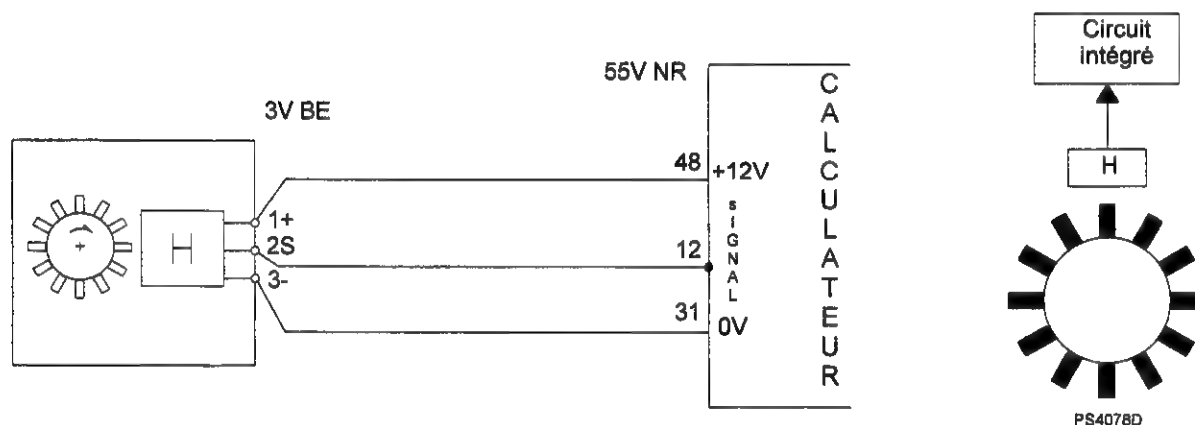 55V NR
3V BE
H
1+
2S
3-
48
+12V
12
SIGNAL
31
0V
CALCULATEUR
Circuit
intégré
H
PS4078D